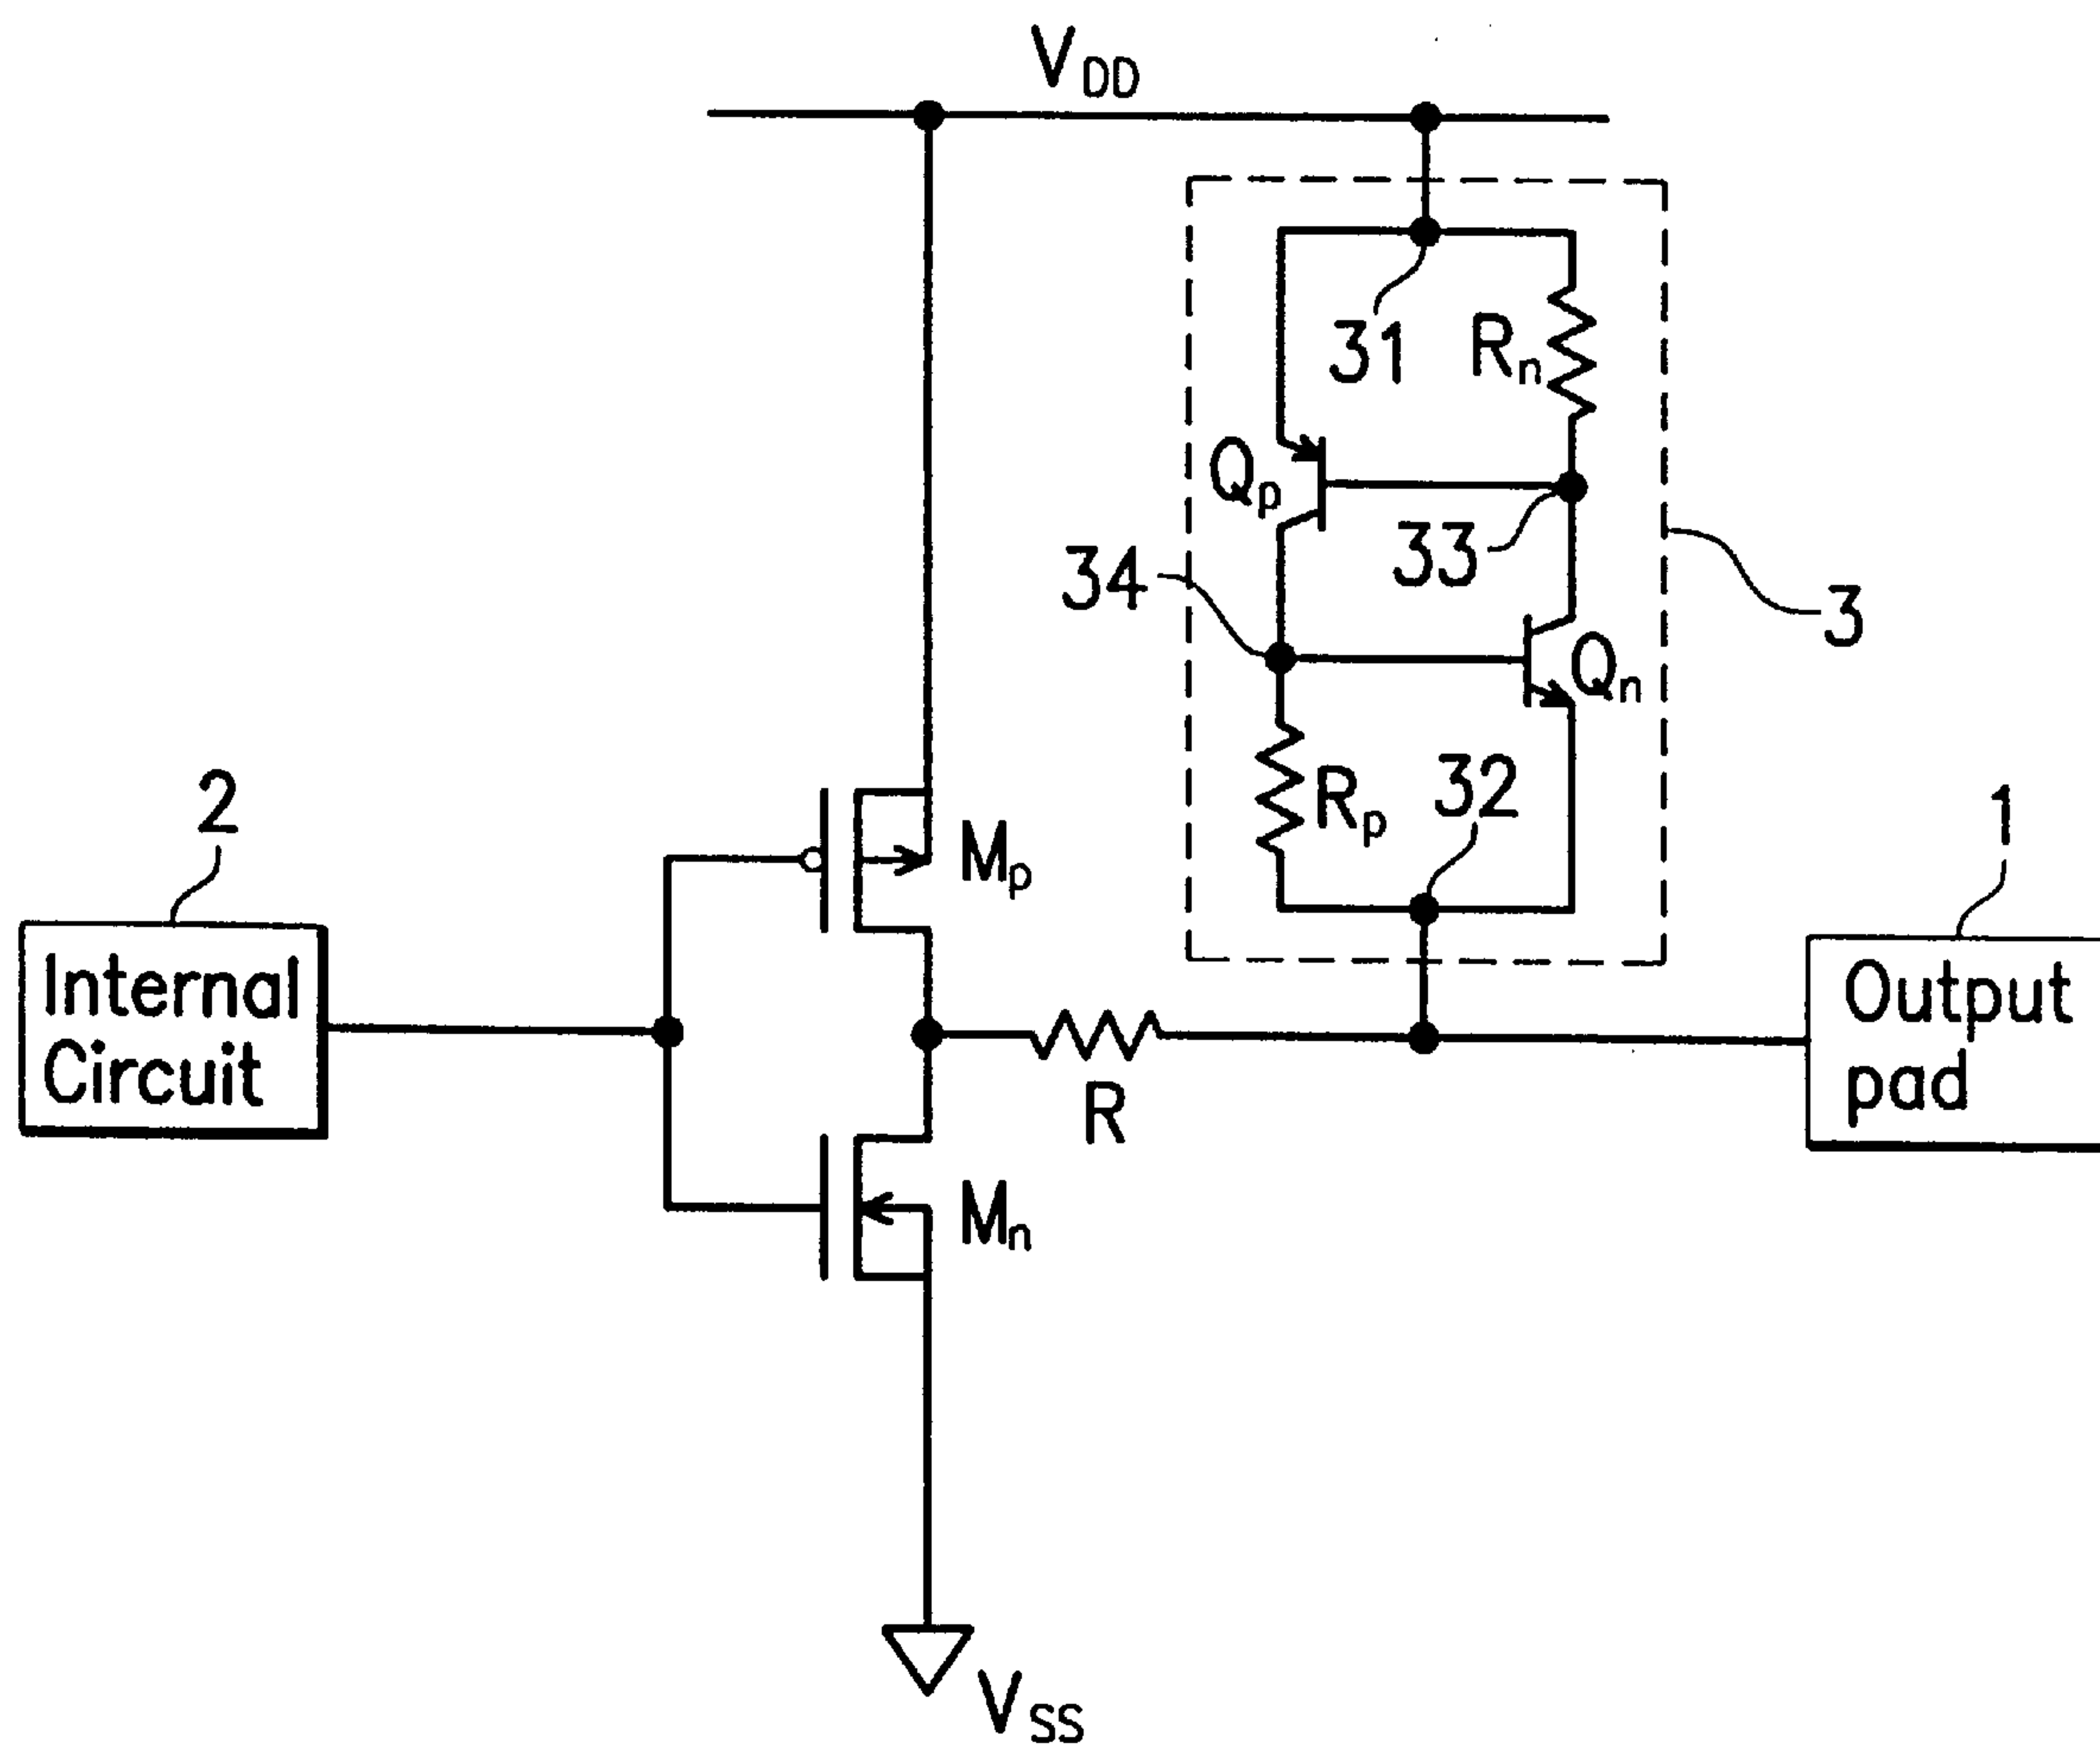 VDD
31
Rn
Qp
33
34
3
Qn
2
Rp
32
1
Mp
Internal
Circuit
Output
pad
R
Mn
VSS